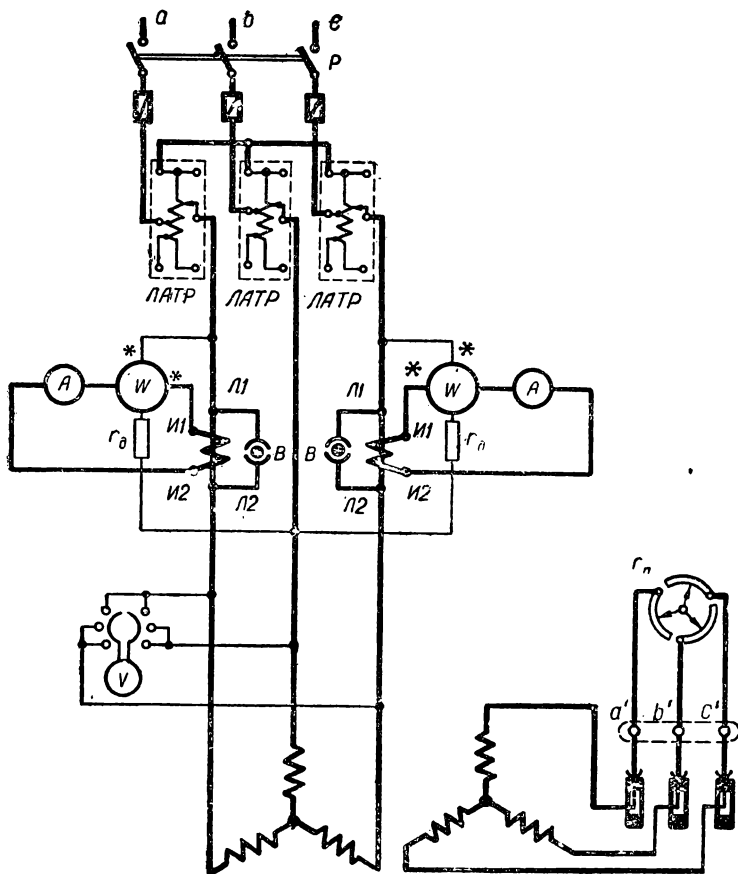 a b c
P
ЛАТР ЛАТР ЛАТР
* *
A W * * W A
Л1 Л1
r д И1 B B И1 r д
И2 Л2 Л2 И2
r п
V
a' b' c'